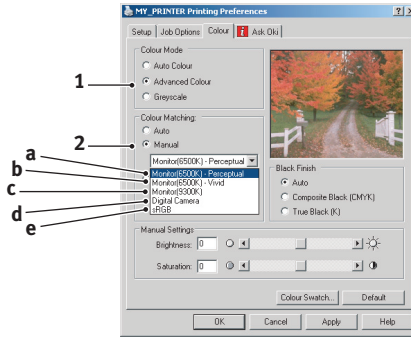 MY_PRINTER Printing Preferences
Setup Job Options Colour Ask Oki
Colour Mode
Auto Colour
1
Advanced Colour
Greyscale
Colour Matching:
Auto
2
Manual
Monitor(6500K) - Perceptual
a
Monitor(6500K) - Perceptual
b
Monitor(6500K) - Vivid
c
Monitor(9300K)
d
Digital Camera
e
sRGB
Black Finish
Auto
Composite Black (CMYK)
True Black (K)
Manual Settings
Brightness: 0
Saturation: 0
Colour Swatch... Default
OK Cancel Apply Help